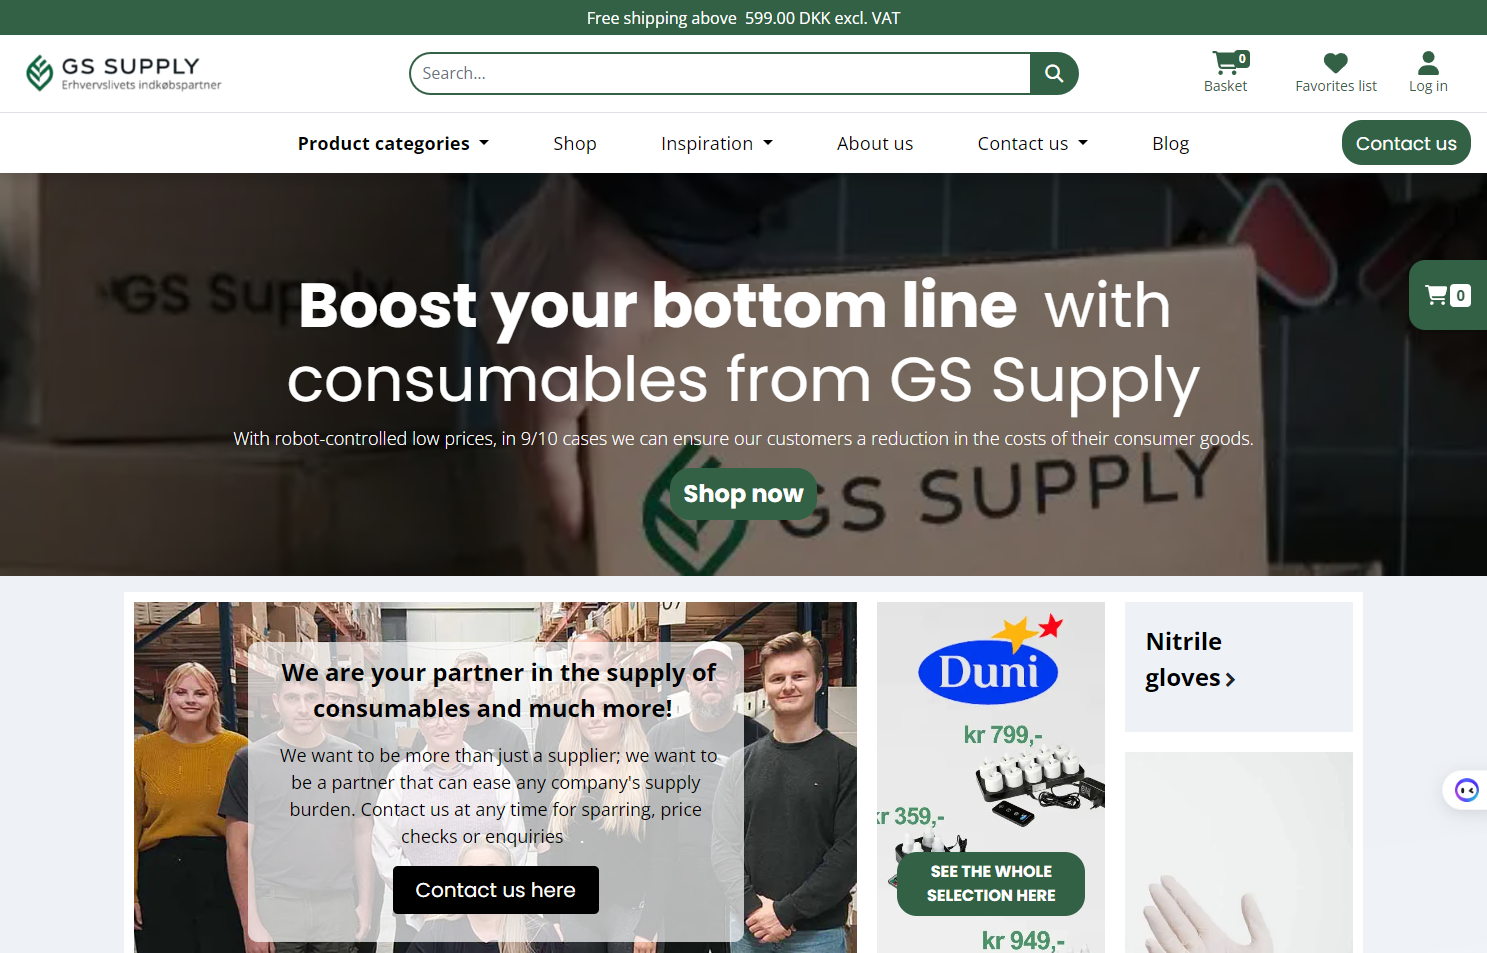 Free shipping above 599.00 DKK excl. VAT
GS SUPPLY
Erhvervslivets indkøbspartner
Search...
0
Basket
Favorites list
Log in
Product categories
Shop
Inspiration
About us
Contact us
Blog
Contact us
GS Supply
Boost your bottom line with
consumables from GS Supply
0
With robot-controlled low prices, in 9/10 cases we can ensure our customers a reduction in the costs of their consumer goods.
Shop now
GS SUPPLY
07
We are your partner in the supply of
consumables and much more!
We want to be more than just a supplier; we want to
be a partner that can ease any company's supply
burden. Contact us at any time for sparring, price
checks or enquiries .
Contact us here
Duni
kr 799,-
kr 359,-
SEE THE WHOLE
SELECTION HERE
kr 949,-
Nitrile
gloves